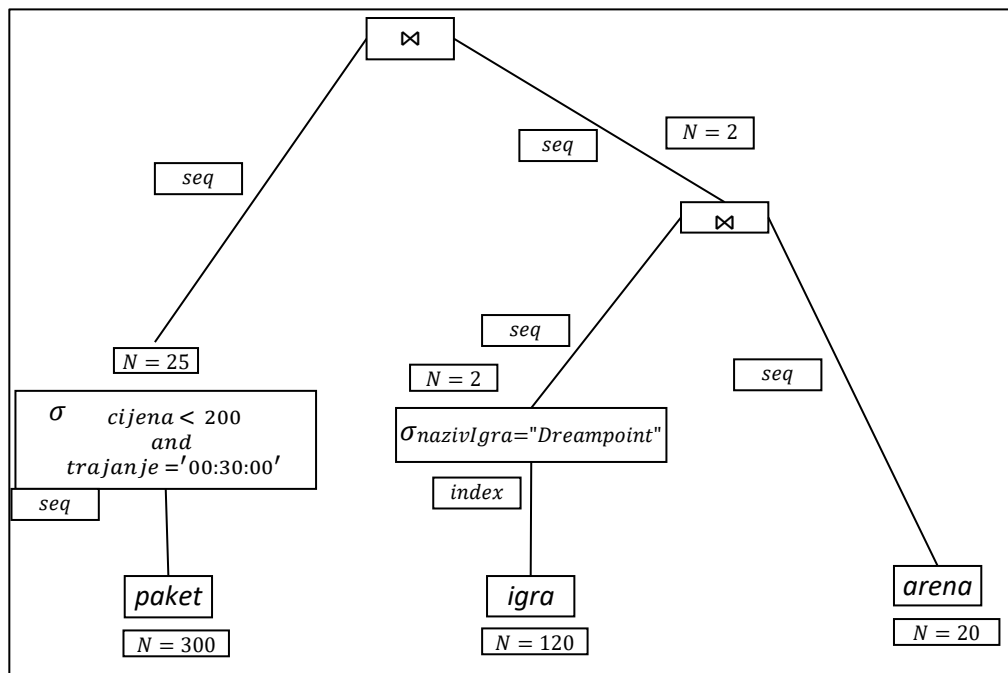 ⋈
N = 2
seq
seq
⋈
seq
N = 25
N = 2
seq
σ cijena < 200
and
trajanje ='00:30:00'
σnazivIgra="Dreampoint"
seq
index
paket
igra
arena
N = 300
N = 120
N = 20